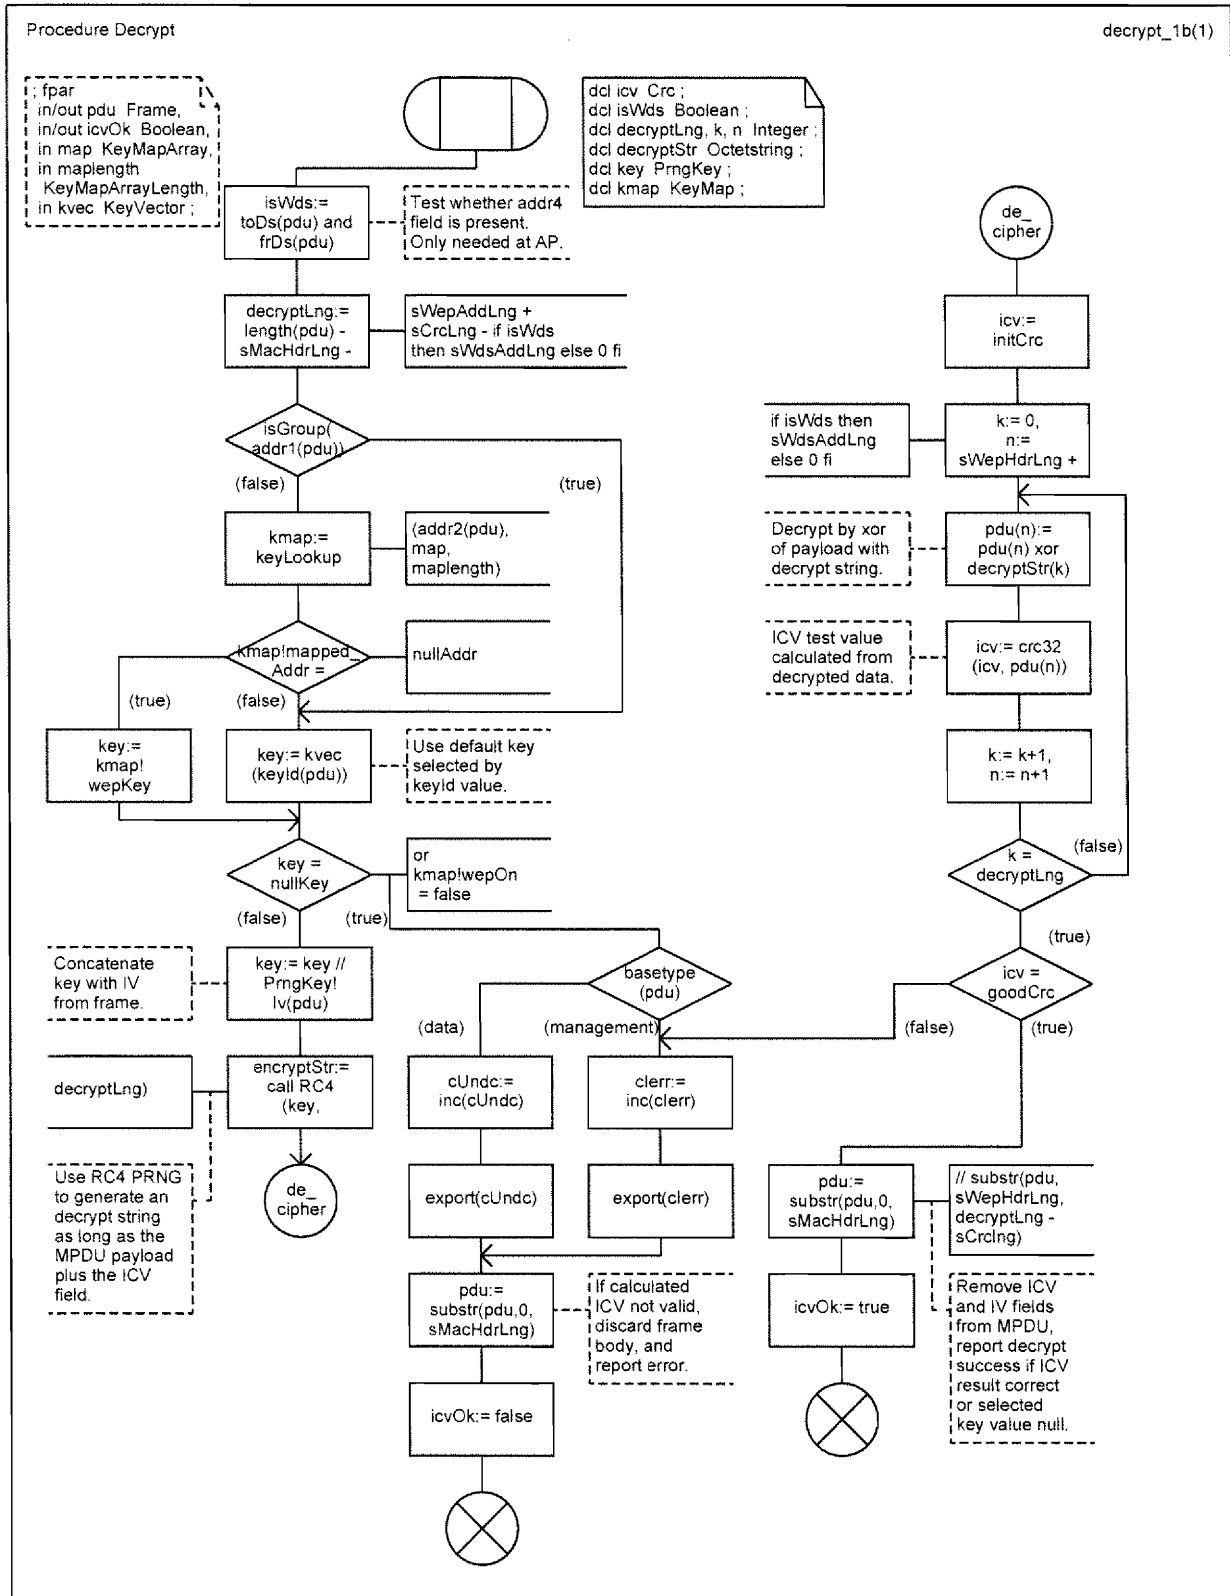 Procedure Decrypt
decrypt_1b(1)
; fpar
in/out pdu Frame,
in/out icvOk Boolean,
in map KeyMapArray,
in maplength
KeyMapArrayLength,
in kvec KeyVector ;
dcl icv Crc ;
dcl isWds Boolean ;
dcl decryptLng, k, n Integer ;
dcl decryptStr Octetstring ;
dcl key PrngKey ;
dcl kmap KeyMap ;
isWds:=
toDs(pdu) and
frDs(pdu)
Test whether addr4
field is present.
Only needed at AP.
decryptLng:=
length(pdu) -
sMacHdrLng -
sWepAddLng +
sCrcLng - if isWds
then sWdsAddLng else 0 fi
isGroup(
addr1(pdu))
(false)
(true)
kmap:=
keyLookup
(addr2(pdu),
map,
maplength)
kmap!mapped_
Addr =
nullAddr
(true)
(false)
key:=
kmap!
wepKey
key:= kvec
(keyId(pdu))
Use default key
selected by
keyId value.
key =
nullKey
or
kmap!wepOn
= false
(false)
(true)
Concatenate
key with IV
from frame.
key:= key //
PrngKey!
Iv(pdu)
decryptLng)
encryptStr:=
call RC4
(key,
Use RC4 PRNG
to generate an
decrypt string
as long as the
MPDU payload
plus the ICV
field.
de_
cipher
basetype
(pdu)
(data)
(management)
cUndc:=
inc(cUndc)
cIerr:=
inc(cIerr)
export(cUndc)
export(cIerr)
pdu:=
substr(pdu,0,
sMacHdrLng)
If calculated
ICV not valid,
discard frame
body, and
report error.
icvOk:= false
de_
cipher
icv:=
initCrc
if isWds then
sWdsAddLng
else 0 fi
k:= 0,
n:=
sWepHdrLng +
Decrypt by xor
of payload with
decrypt string.
pdu(n):=
pdu(n) xor
decryptStr(k)
ICV test value
calculated from
decrypted data.
icv:= crc32
(icv, pdu(n))
k:= k+1,
n:= n+1
k =
decryptLng
(false)
(true)
icv =
goodCrc
(false)
(true)
pdu:=
substr(pdu,0,
sMacHdrLng)
// substr(pdu,
sWepHdrLng,
decryptLng -
sCrclng)
icvOk:= true
Remove ICV
and IV fields
from MPDU,
report decrypt
success if ICV
result correct
or selected
key value null.